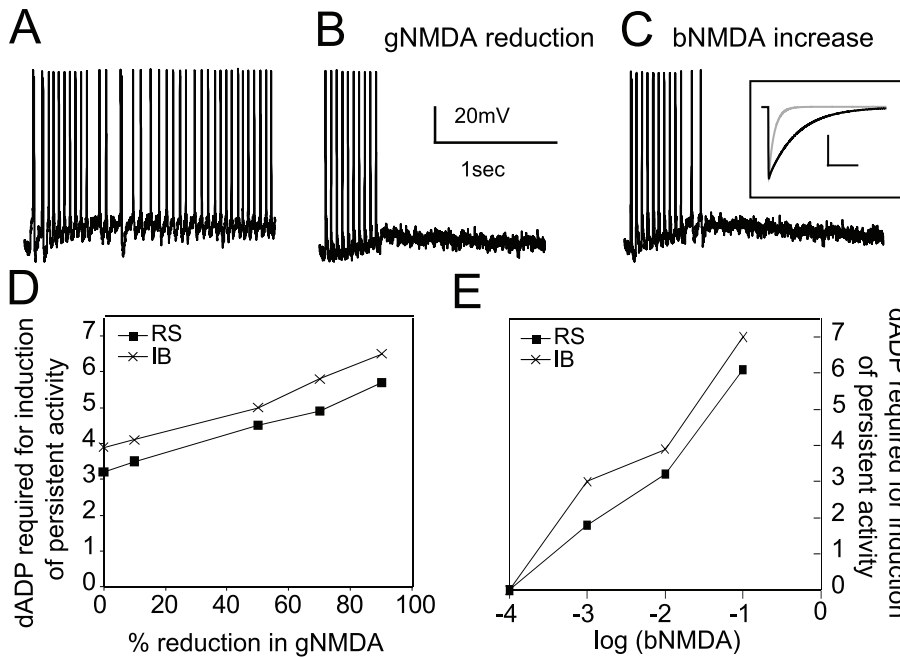 A
B
gNMDA reduction
C
bNMDA increase
20mV
1sec
D
dADP required for induction
of persistent activity
7
6
5
4
3
2
1
0
RS
IB
0
20
40
60
80
100
% reduction in gNMDA
E
RS
IB
7
6
5
4
3
2
1
0
-4
-3
-2
-1
0
log (bNMDA)
dADP required for induction
of persistent activity